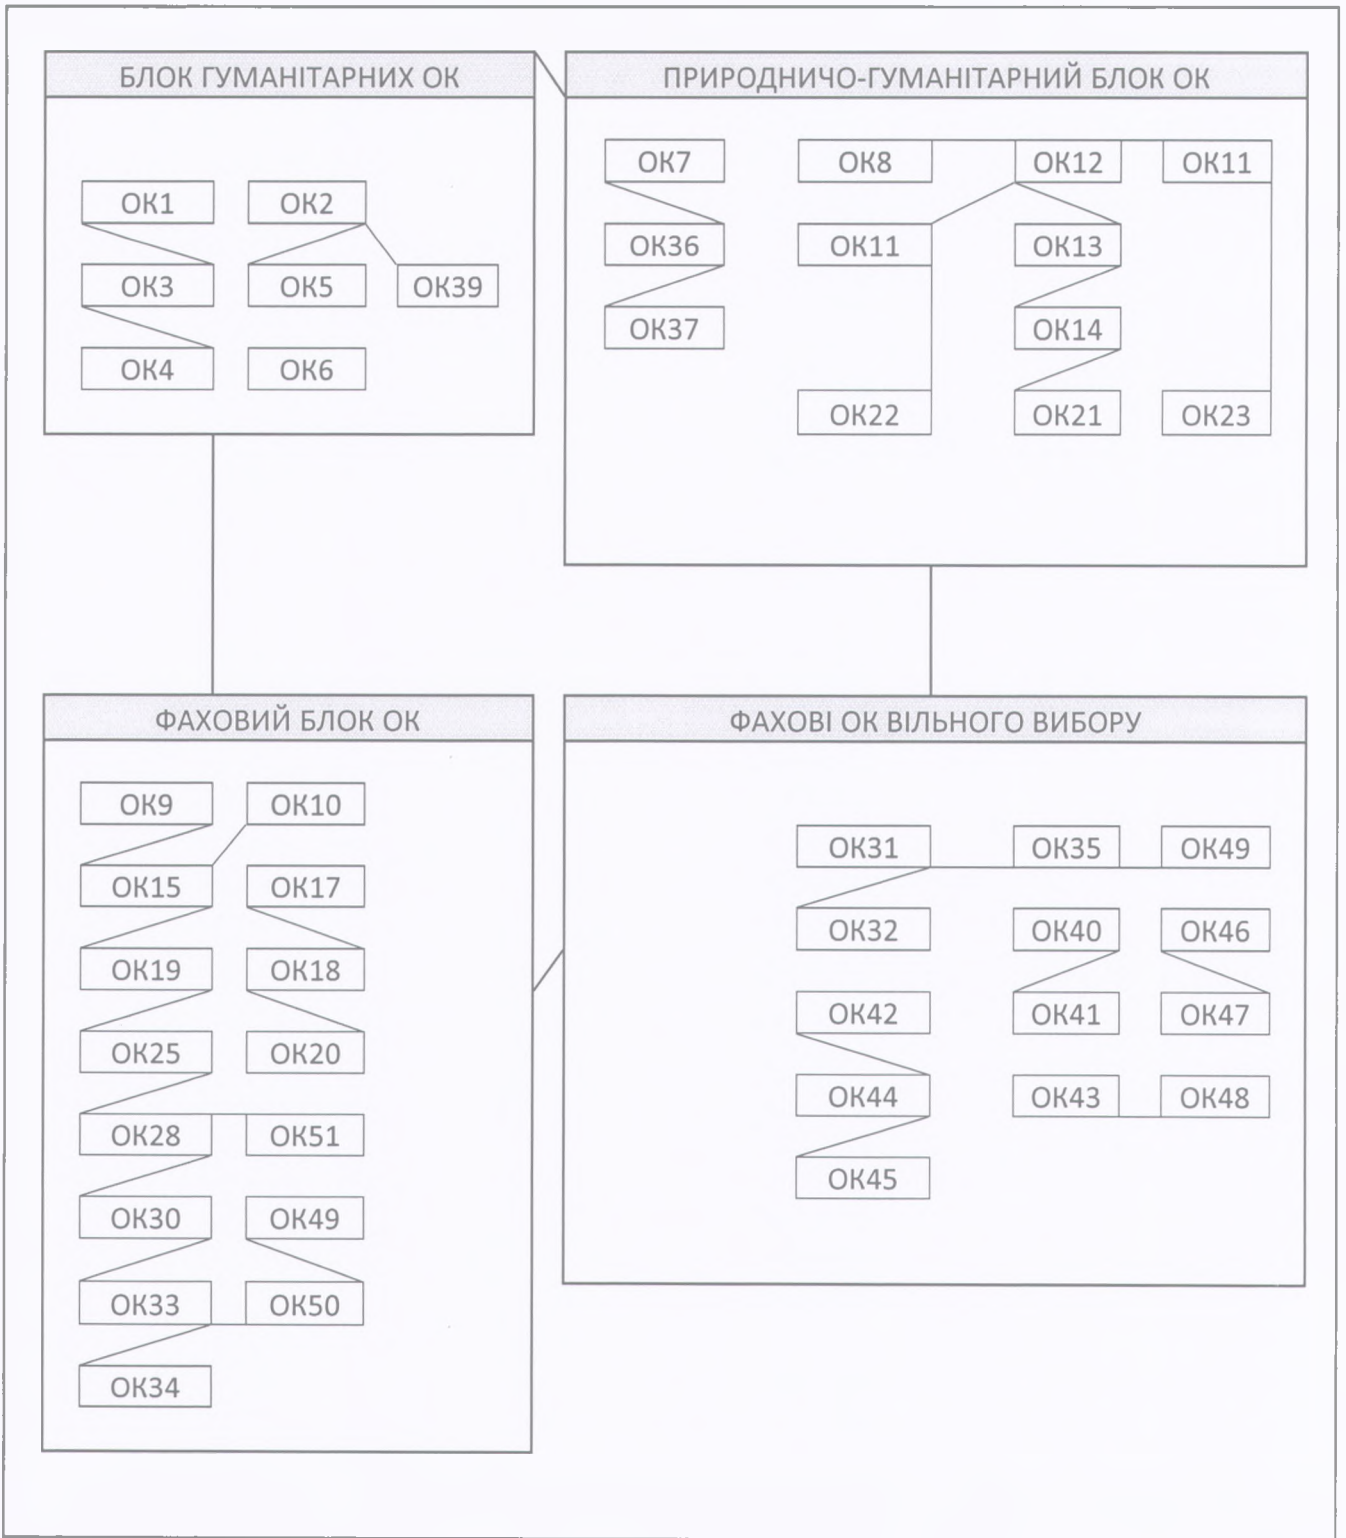 БЛОК ГУМАНІТАРНИХ ОК
ОК1 ОК2
ОК3 ОК5 ОК39
ОК4 ОК6
ПРИРОДНИЧО-ГУМАНІТАРНИЙ БЛОК ОК
ОК7 ОК8 ОК12 ОК11
ОК36 ОК11 ОК13
ОК37 ОК14
ОК22 ОК21 ОК23
ФАХОВИЙ БЛОК ОК
ОК9 ОК10
ОК15 ОК17
ОК19 ОК18
ОК25 ОК20
ОК28 ОК51
ОК30 ОК49
ОК33 ОК50
ОК34
ФАХОВІ ОК ВІЛЬНОГО ВИБОРУ
ОК31 ОК35 ОК49
ОК32 ОК40 ОК46
ОК42 ОК41 ОК47
ОК44 ОК43 ОК48
ОК45